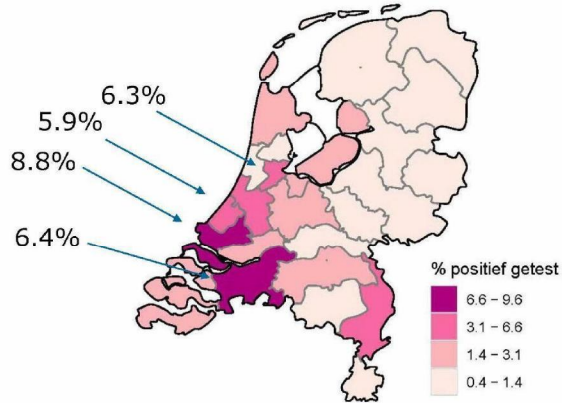 6.3%
5.9%
8.8%
6.4%
% positief getest
6.6 – 9.6
3.1 – 6.6
1.4 – 3.1
0.4 – 1.4